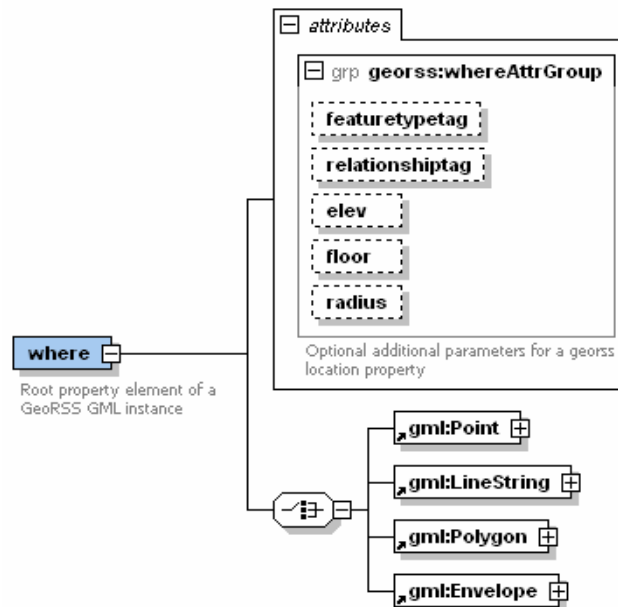 attributes
grp georss:whereAttrGroup
featuretypetag
relationshiptag
elev
floor
radius
Optional additional parameters for a georss
location property
where
Root property element of a
GeoRSS GML instance
gml:Point
gml:LineString
gml:Polygon
gml:Envelope